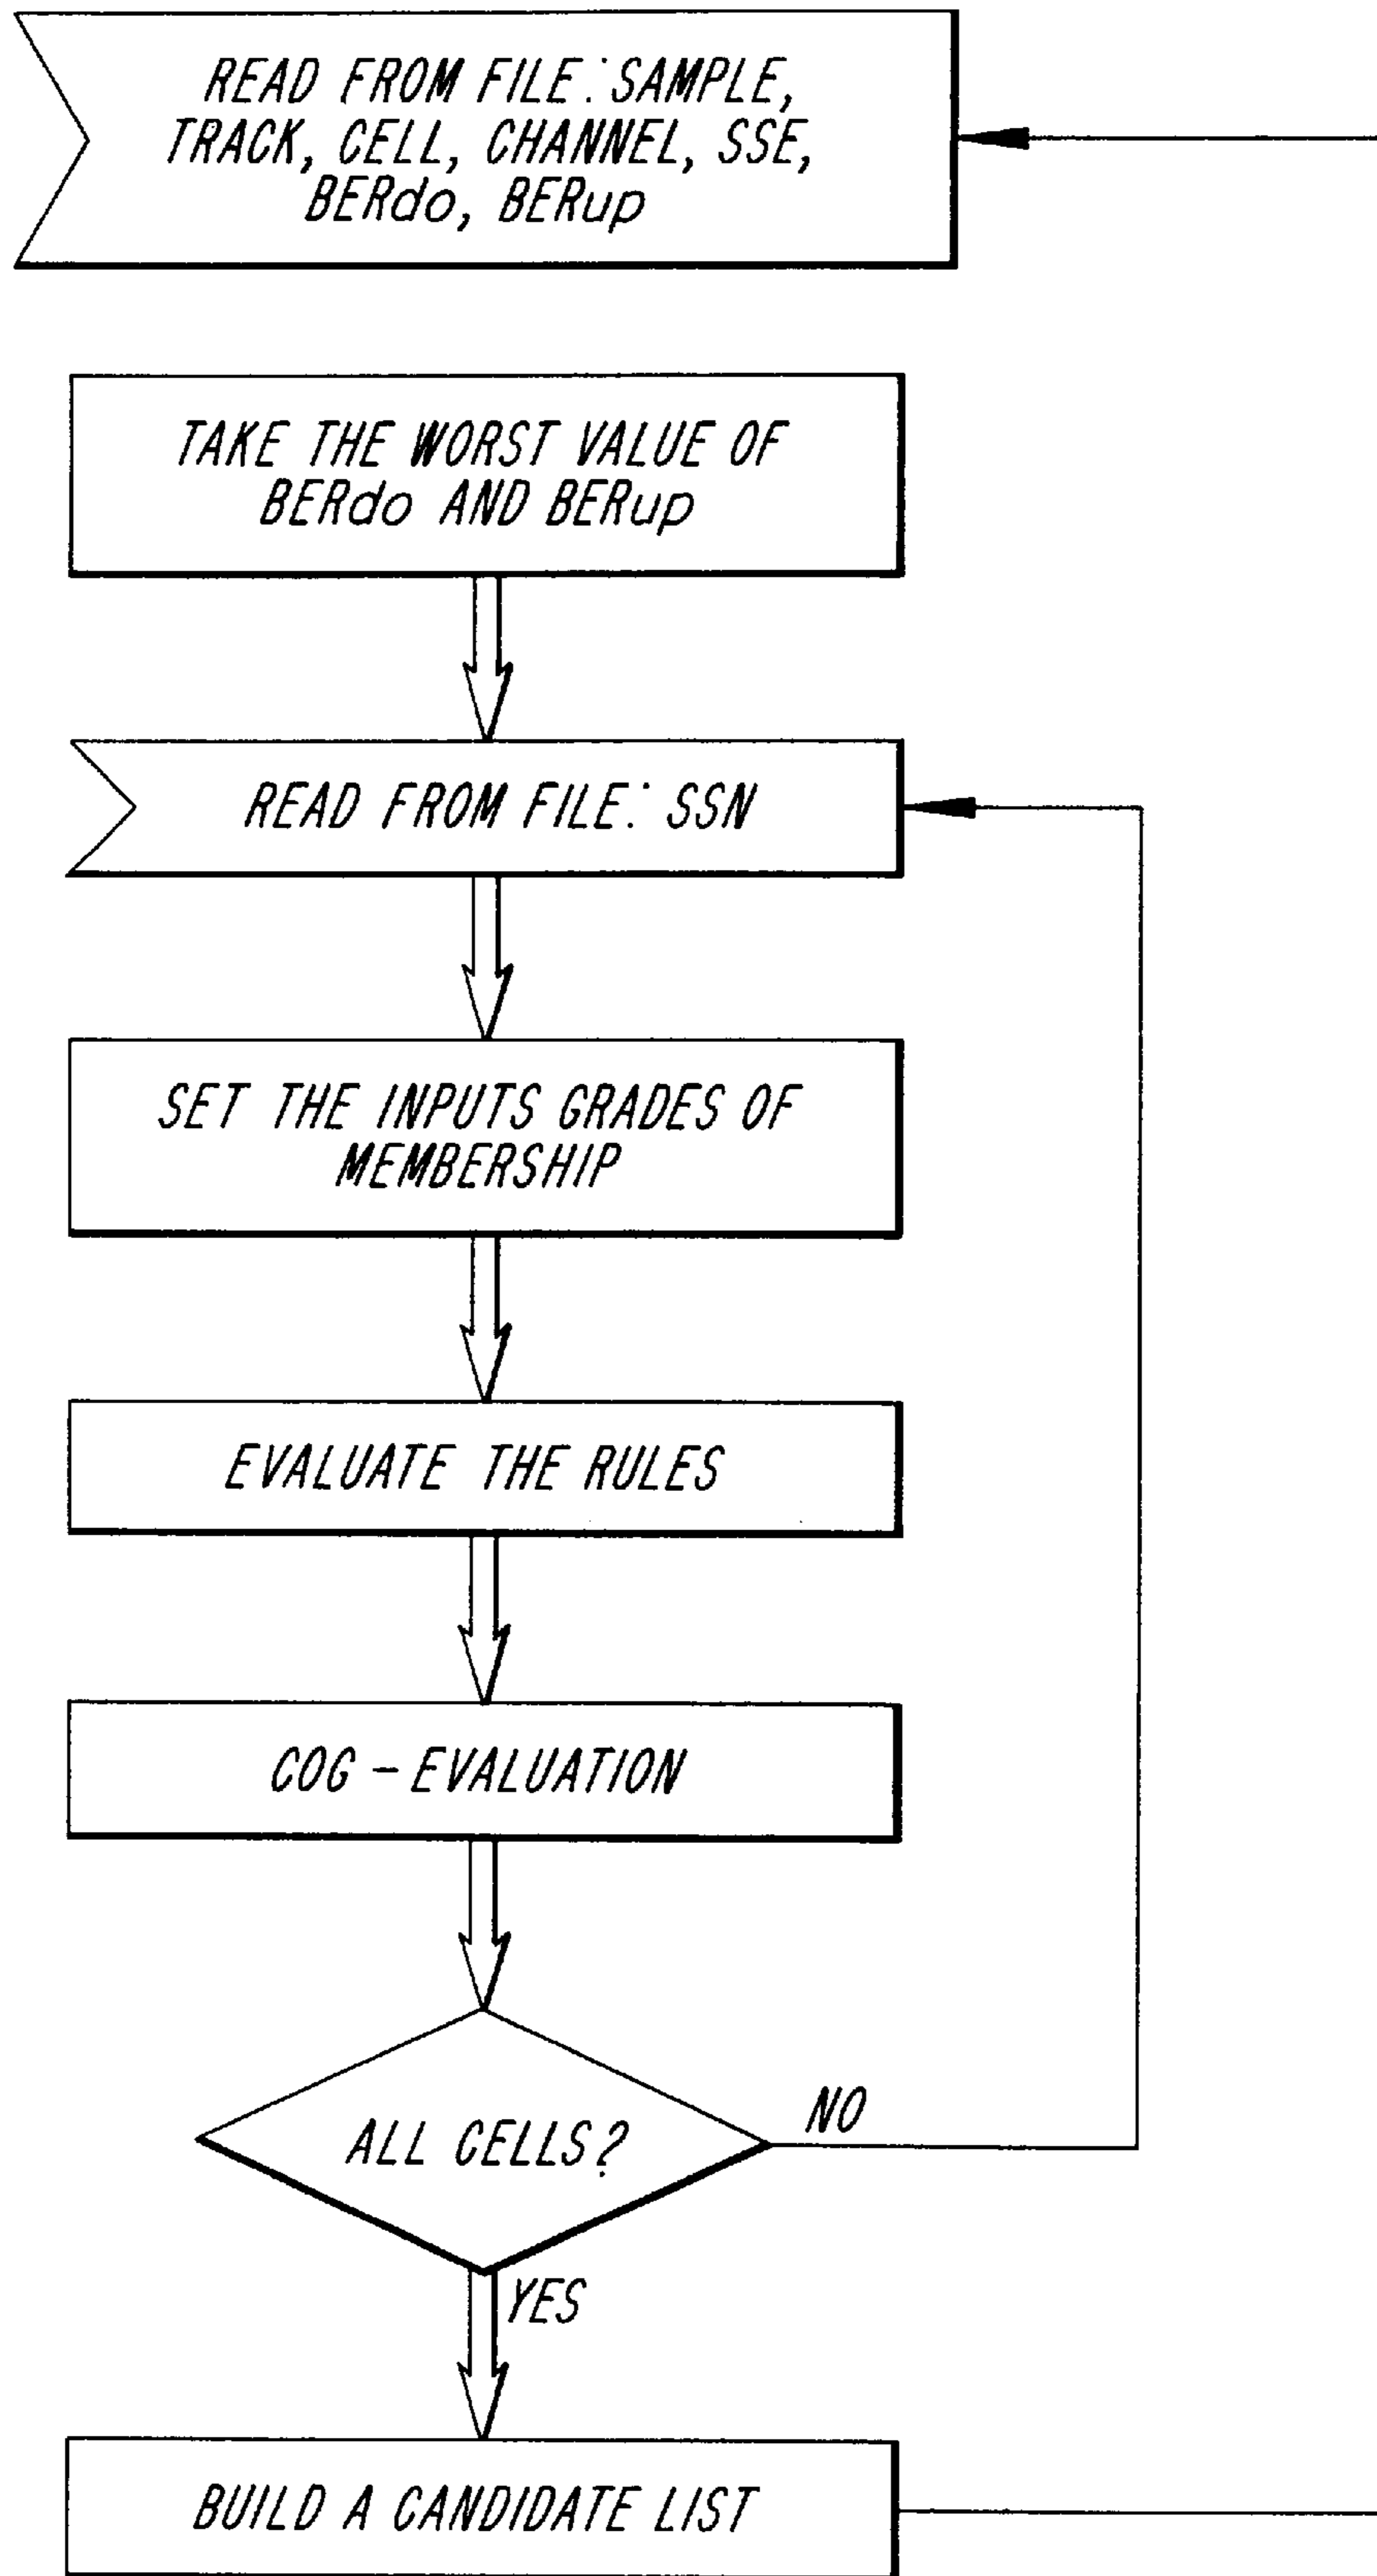 READ FROM FILE: SAMPLE,
TRACK, CELL, CHANNEL, SSE,
BERdo, BERup
TAKE THE WORST VALUE OF
BERdo AND BERup
READ FROM FILE: SSN
SET THE INPUTS GRADES OF
MEMBERSHIP
EVALUATE THE RULES
COG - EVALUATION
ALL CELLS?
NO
YES
BUILD A CANDIDATE LIST